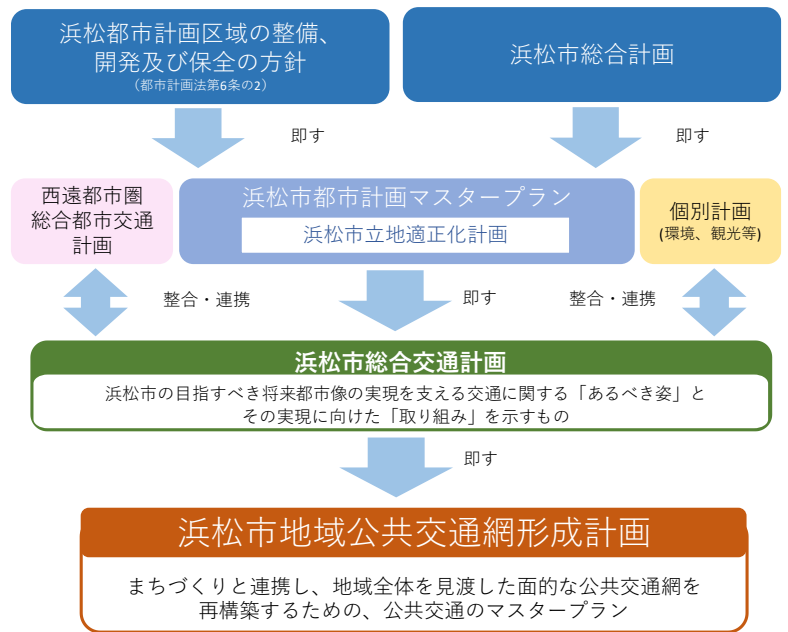 浜松都市計画区域の整備、
開発及び保全の方針
（都市計画法第6条の2）
浜松市総合計画
即す
即す
西遠都市圏
総合都市交通
計画
浜松市都市計画マスタープラン
浜松市立地適正化計画
個別計画
(環境、観光等)
整合・連携
即す
整合・連携
浜松市総合交通計画
浜松市の目指すべき将来都市像の実現を支える交通に関する「あるべき姿」と
その実現に向けた「取り組み」を示すもの
即す
浜松市地域公共交通網形成計画
まちづくりと連携し、地域全体を見渡した面的な公共交通網を
再構築するための、公共交通のマスタープラン